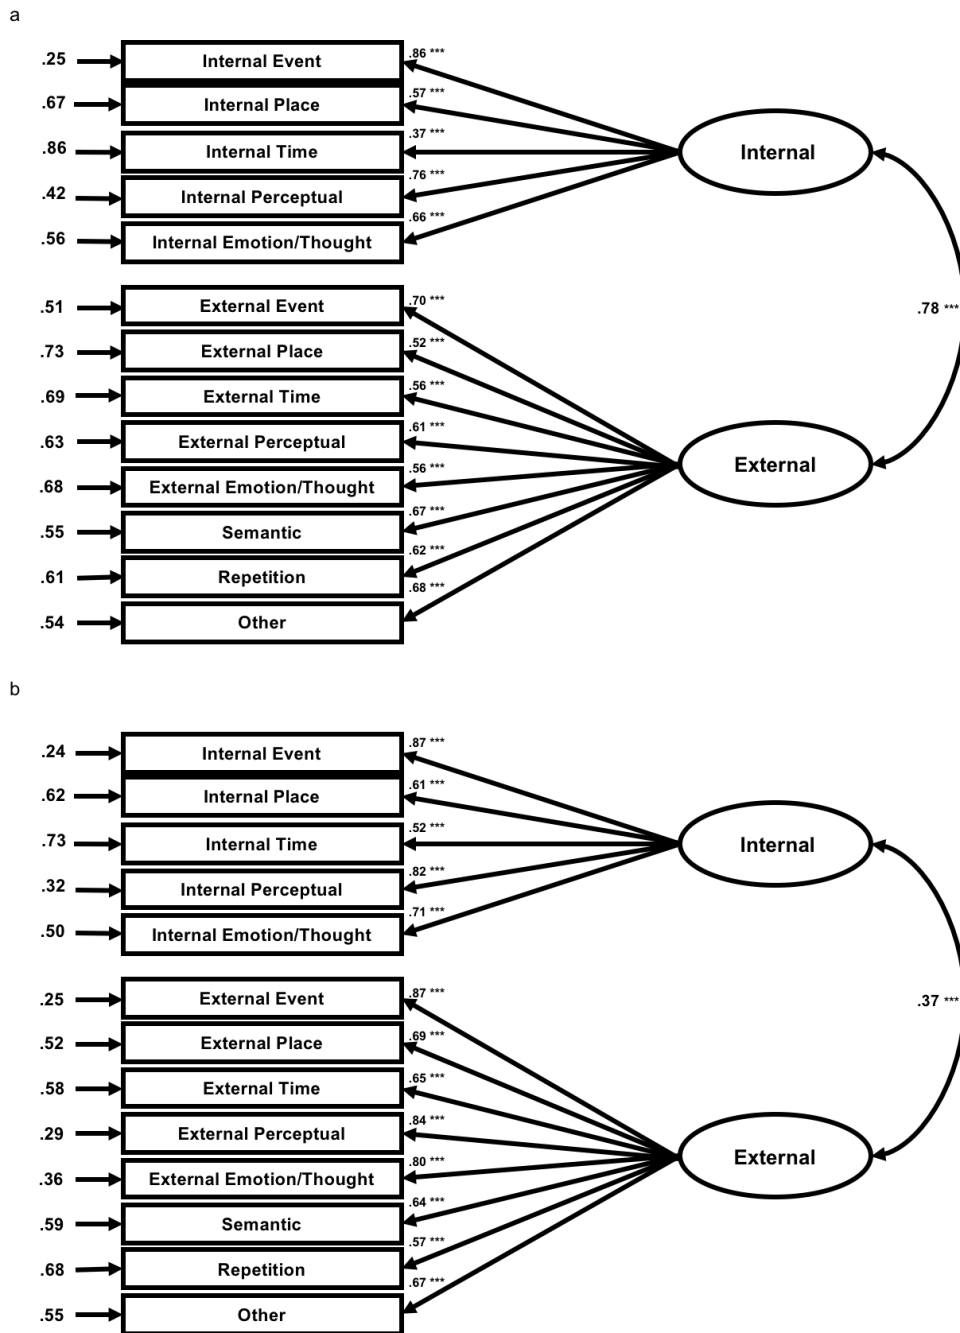 a
.25 Internal Event .86 ***
.67 Internal Place .57 ***
.86 Internal Time .37 ***
Internal
.42 Internal Perceptual .76 ***
.56 Internal Emotion/Thought .66 ***
.51 External Event .70 ***
.78 ***
.73 External Place .52 ***
.69 External Time .56 ***
.63 External Perceptual .61 ***
External
.68 External Emotion/Thought .56 ***
.55 Semantic .67 ***
.61 Repetition .62 ***
.54 Other .68 ***
b
.24 Internal Event .87 ***
.62 Internal Place .61 ***
.73 Internal Time .52 ***
Internal
.32 Internal Perceptual .82 ***
.50 Internal Emotion/Thought .71 ***
.25 External Event .87 ***
.37 ***
.52 External Place .69 ***
.58 External Time .65 ***
.29 External Perceptual .84 ***
External
.36 External Emotion/Thought .80 ***
.59 Semantic .64 ***
.68 Repetition .57 ***
.55 Other .67 ***